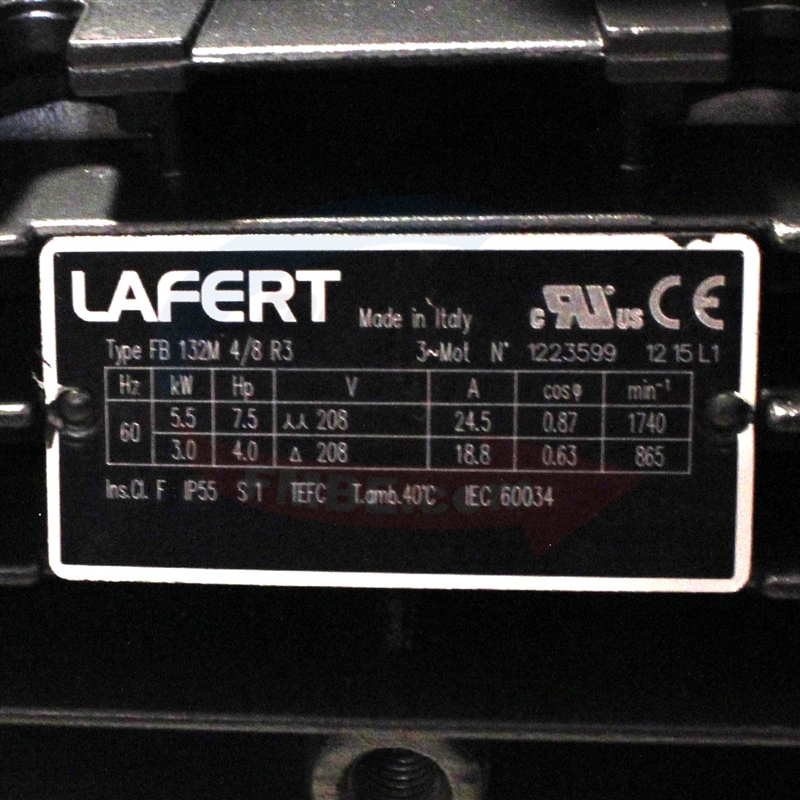 LAFERT
Made in Italy
c UR US CE
Type FB 132M 4/8 R3 3~Mot N° 1223599 12 15 L1
Hz kW Hp V A cosφ min⁻¹
60 5.5 7.5 ⅄⅄ 208 24.5 0.87 1740
3.0 4.0 Δ 208 18.8 0.63 865
Ins.Cl. F IP55 S 1 TEFC T.amb.40°C IEC 60034